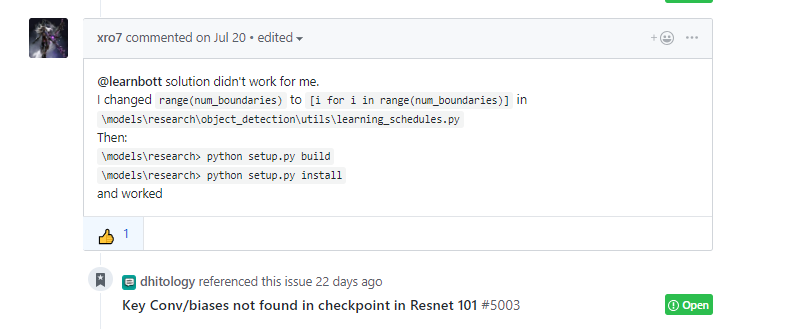 xro7 commented on Jul 20 • edited
@learnbott solution didn't work for me.
I changed range(num_boundaries) to [i for i in range(num_boundaries)] in
\models\research\object_detection\utils\learning_schedules.py
Then:
\models\research> python setup.py build
\models\research> python setup.py install
and worked
1
dhitology referenced this issue 22 days ago
Key Conv/biases not found in checkpoint in Resnet 101 #5003
Open